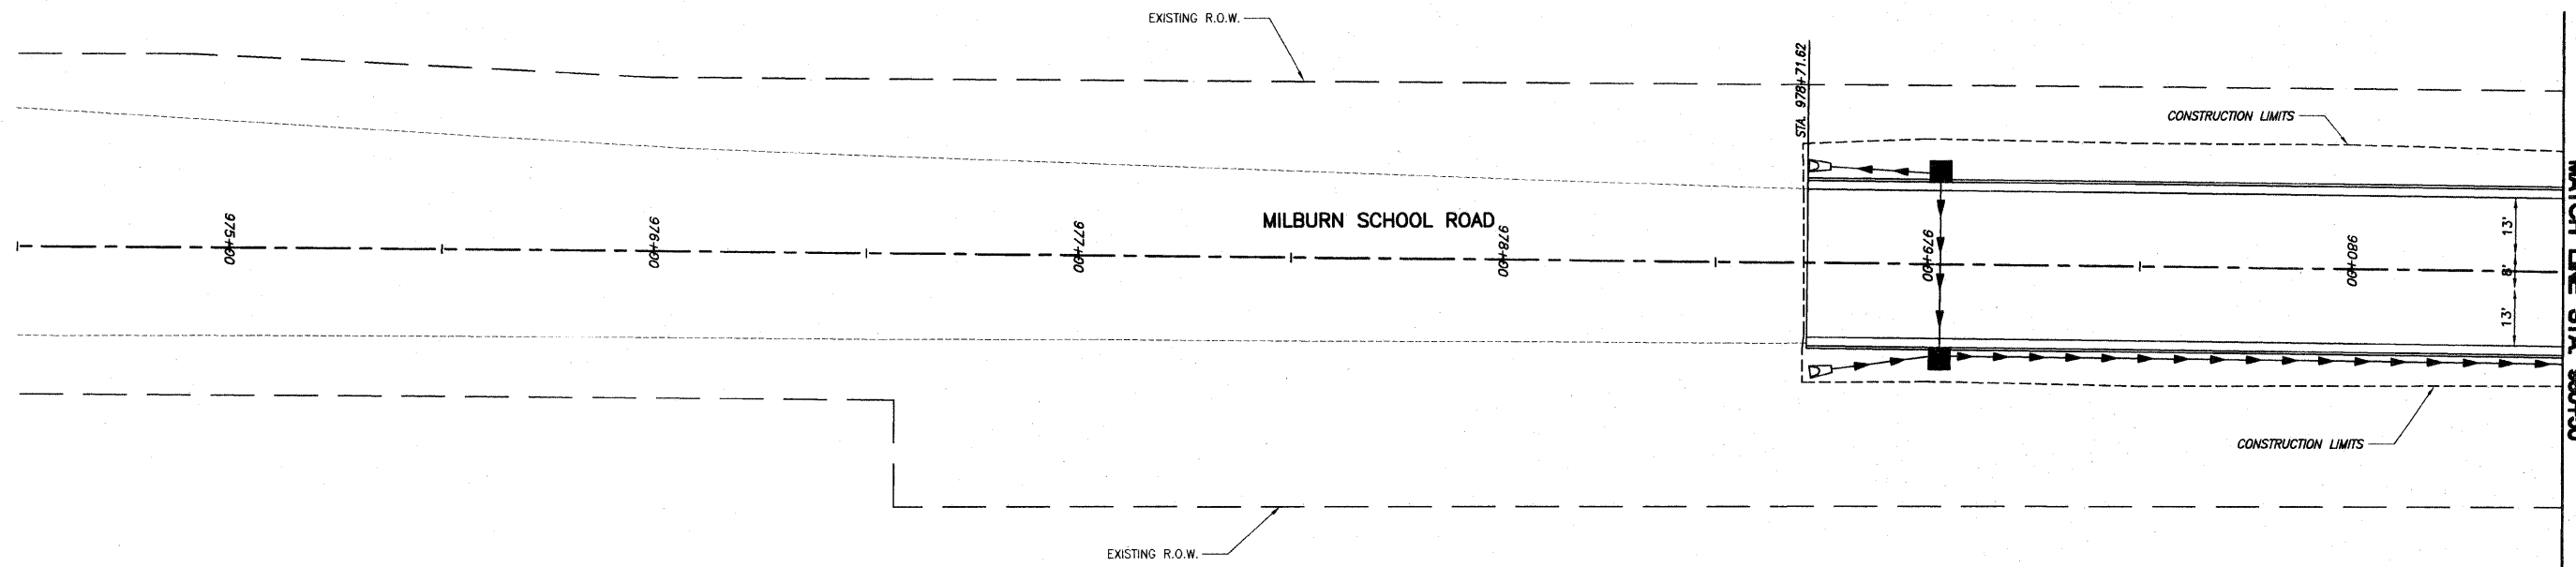 EXISTING R.O.W.
STA. 978+71.62
CONSTRUCTION LIMITS
MILBURN SCHOOL ROAD
975+00
976+00
977+00
978+00
979+00
980+00
13'
8'
13'
CONSTRUCTION LIMITS
EXISTING R.O.W.